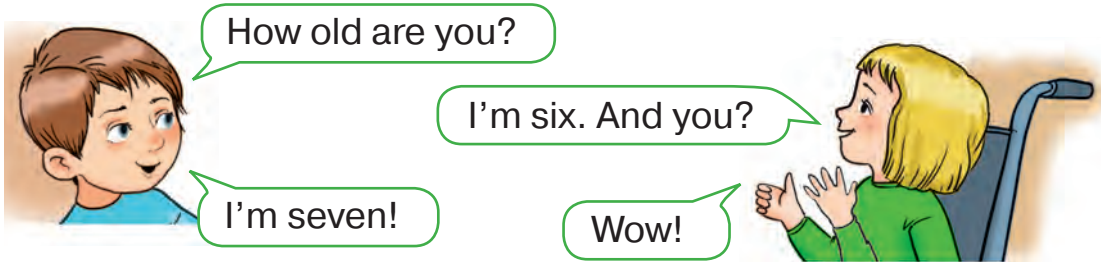 How old are you?
I’m six. And you?
I’m seven!
Wow!